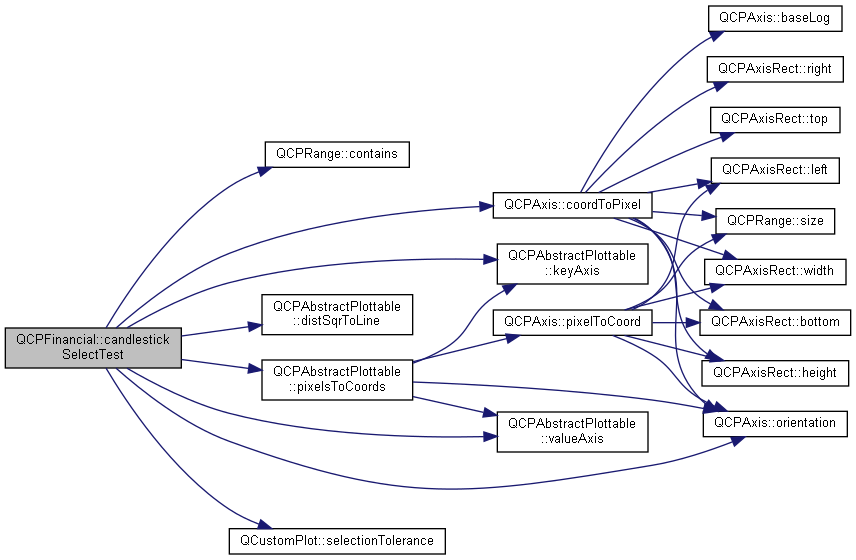 QCPFinancial::candlestick
SelectTest
QCPRange::contains
QCPAbstractPlottable
::distSqrToLine
QCPAbstractPlottable
::pixelsToCoords
QCustomPlot::selectionTolerance
QCPAxis::coordToPixel
QCPAbstractPlottable
::keyAxis
QCPAxis::pixelToCoord
QCPAbstractPlottable
::valueAxis
QCPAxis::baseLog
QCPAxisRect::right
QCPAxisRect::top
QCPAxisRect::left
QCPRange::size
QCPAxisRect::width
QCPAxisRect::bottom
QCPAxisRect::height
QCPAxis::orientation